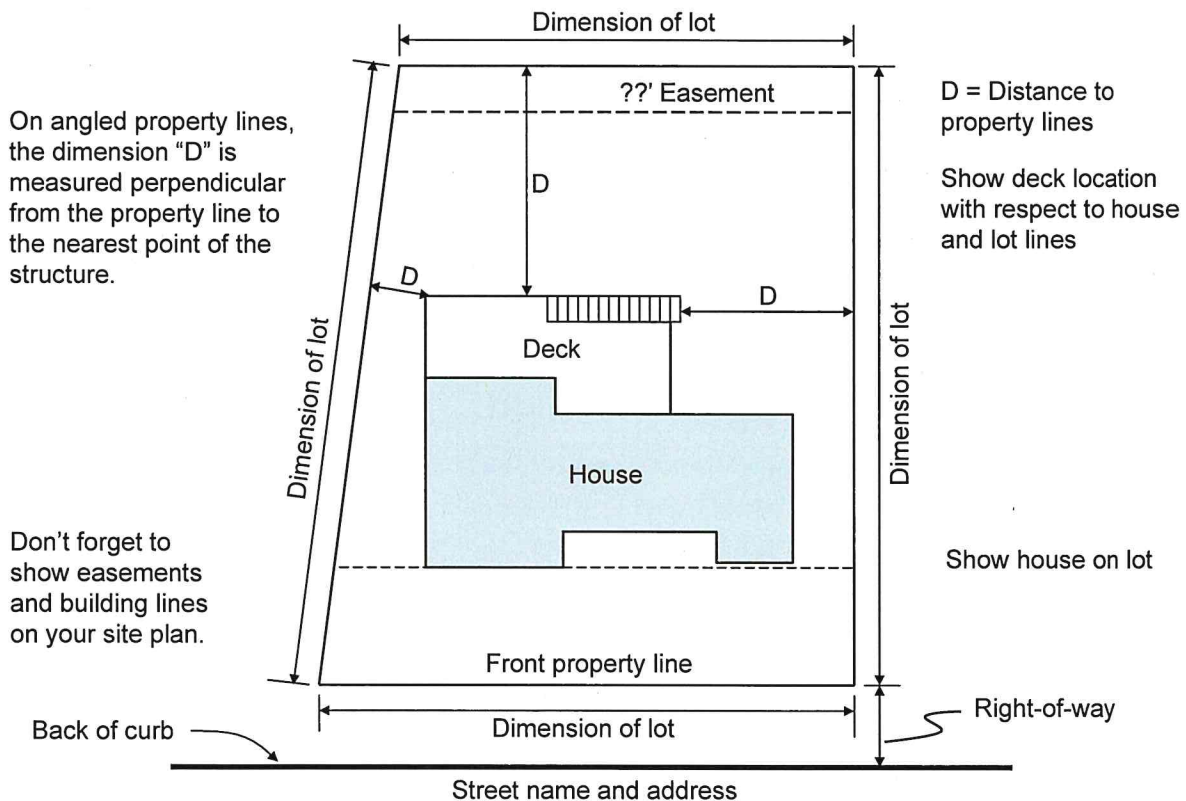 Dimension of lot
??' Easement
D = Distance to
property lines
Show deck location
with respect to house
and lot lines
On angled property lines,
the dimension “D” is
measured perpendicular
from the property line to
the nearest point of the
structure.
D
D
D
Deck
House
Dimension of lot
Dimension of lot
Don’t forget to
show easements
and building lines
on your site plan.
Show house on lot
Front property line
Dimension of lot
Right-of-way
Back of curb
Street name and address